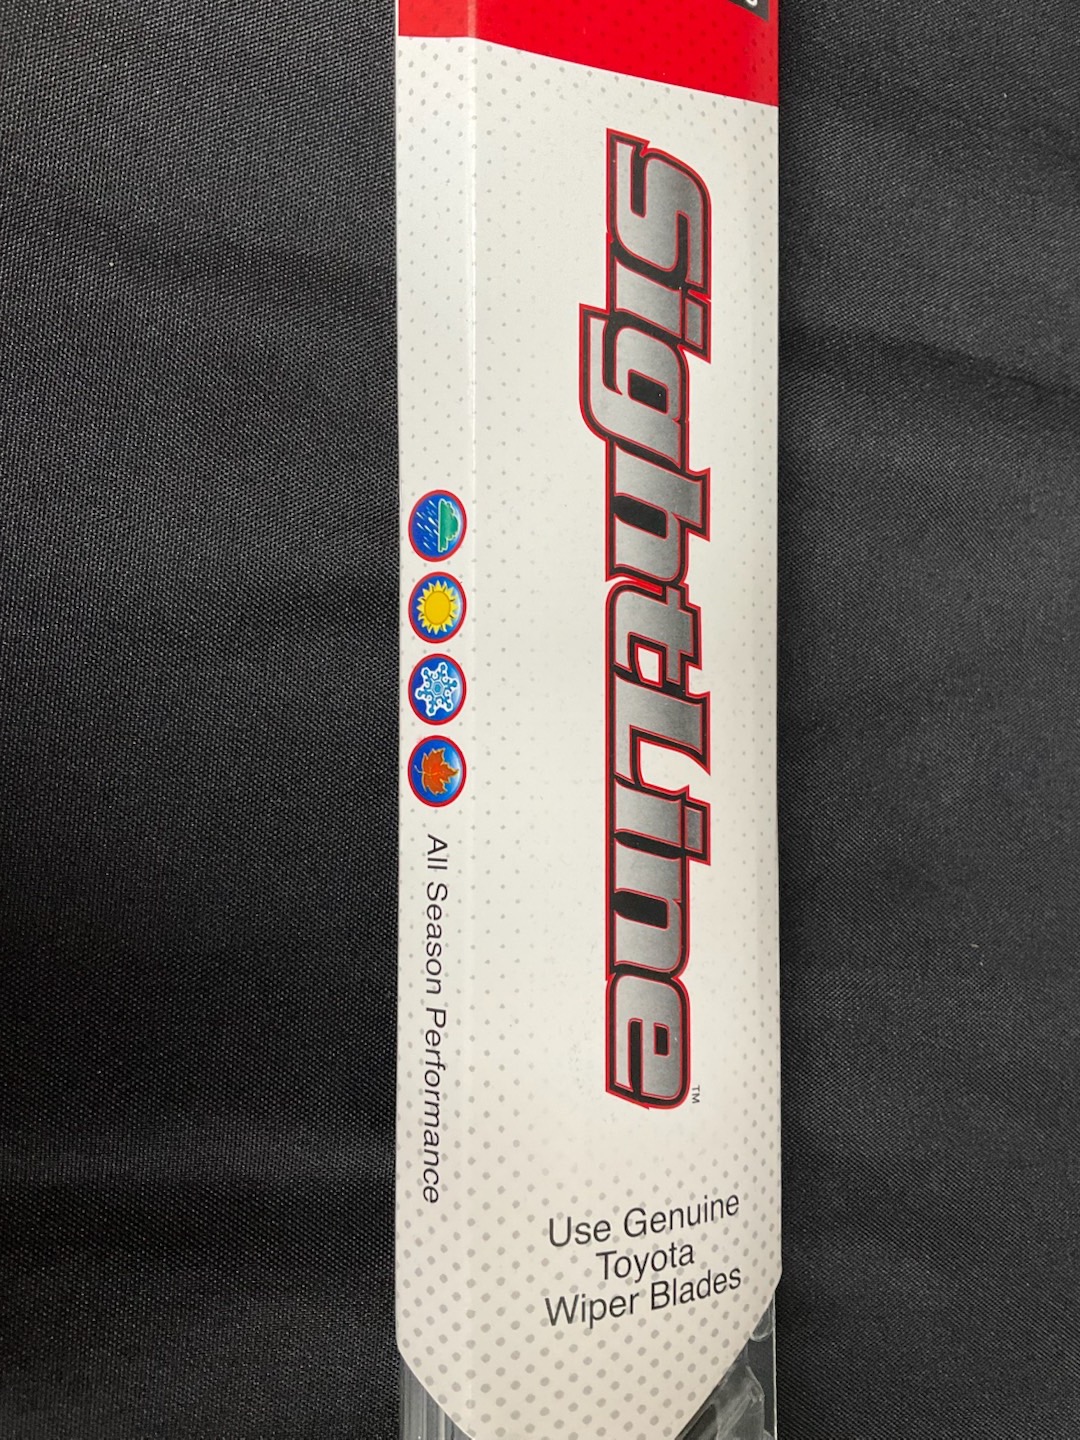 SightLine™
All Season Performance
Use Genuine
Toyota
Wiper Blades